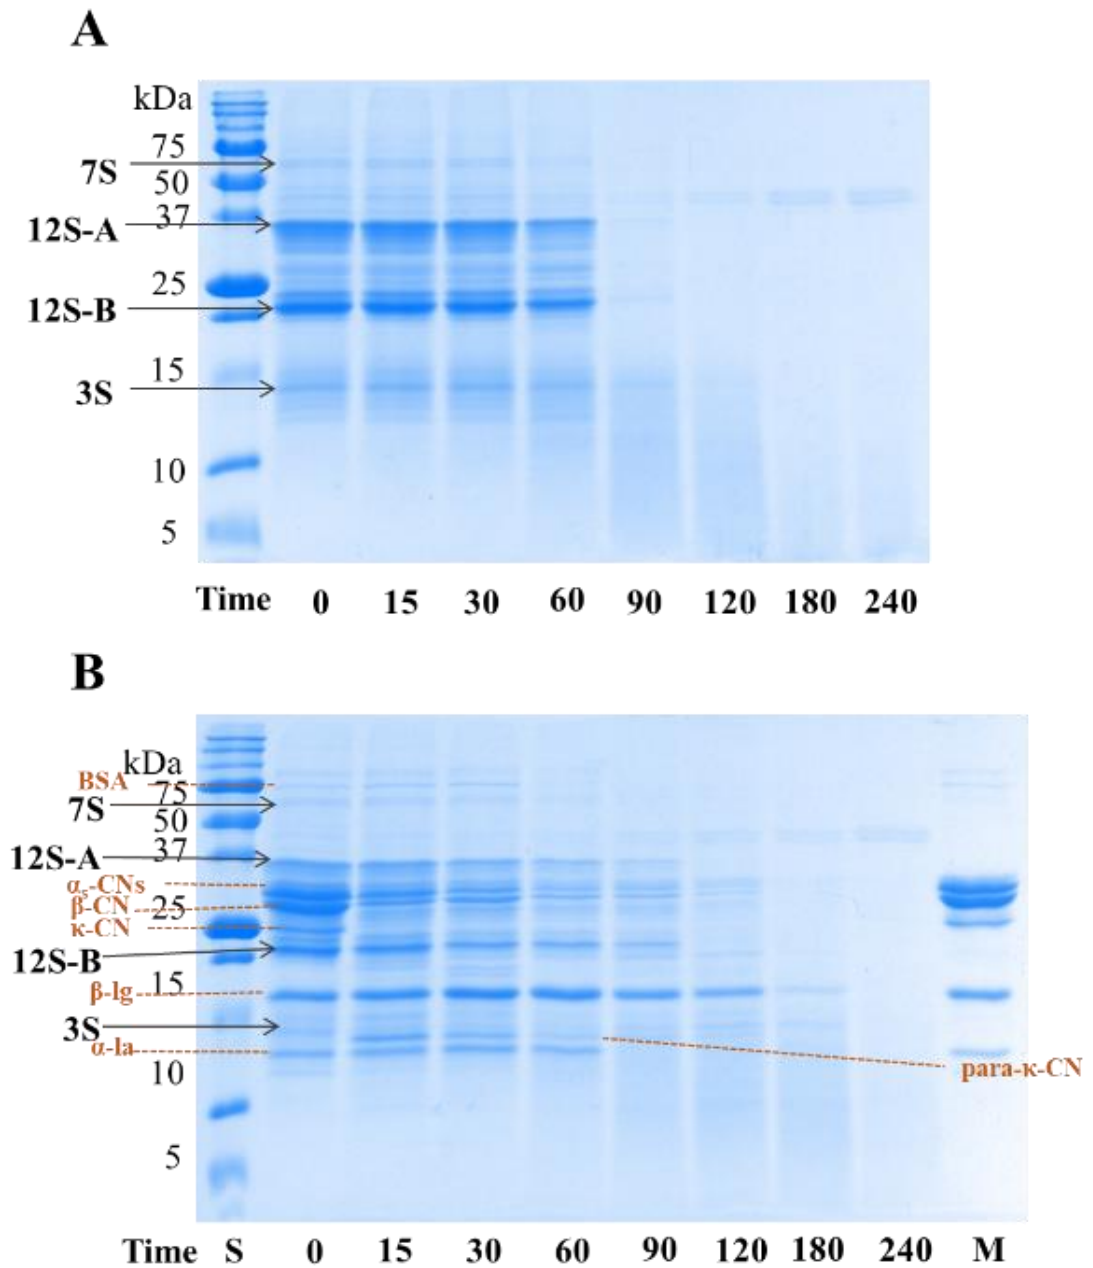 A
kDa
75
7S
50
37
12S-A
25
12S-B
15
3S
10
5
Time 0 15 30 60 90 120 180 240
B
kDa
BSA
75
7S
50
37
12S-A
αs-CNs
β-CN
25
κ-CN
12S-B
15
β-lg
3S
α-la
10
para-κ-CN
5
Time S 0 15 30 60 90 120 180 240 M